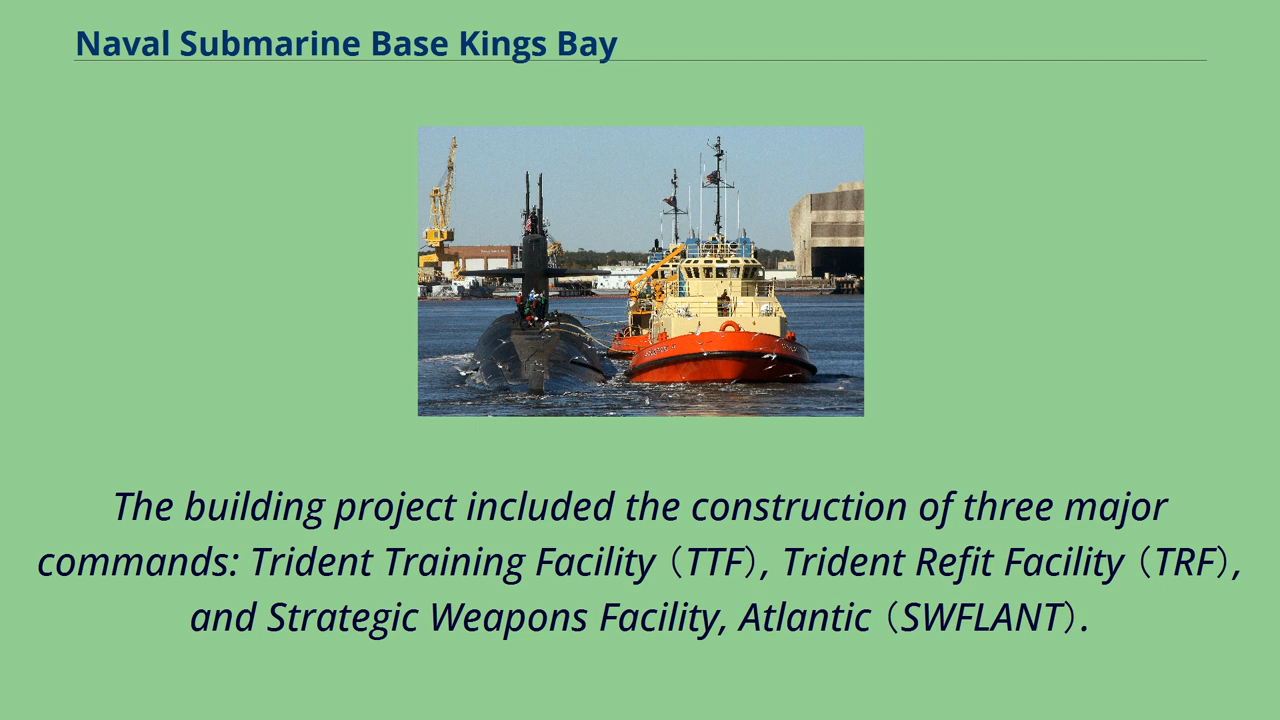 Naval Submarine Base Kings Bay
The building project included the construction of three major
commands: Trident Training Facility（TTF）, Trident Refit Facility（TRF）,
and Strategic Weapons Facility, Atlantic（SWFLANT）.